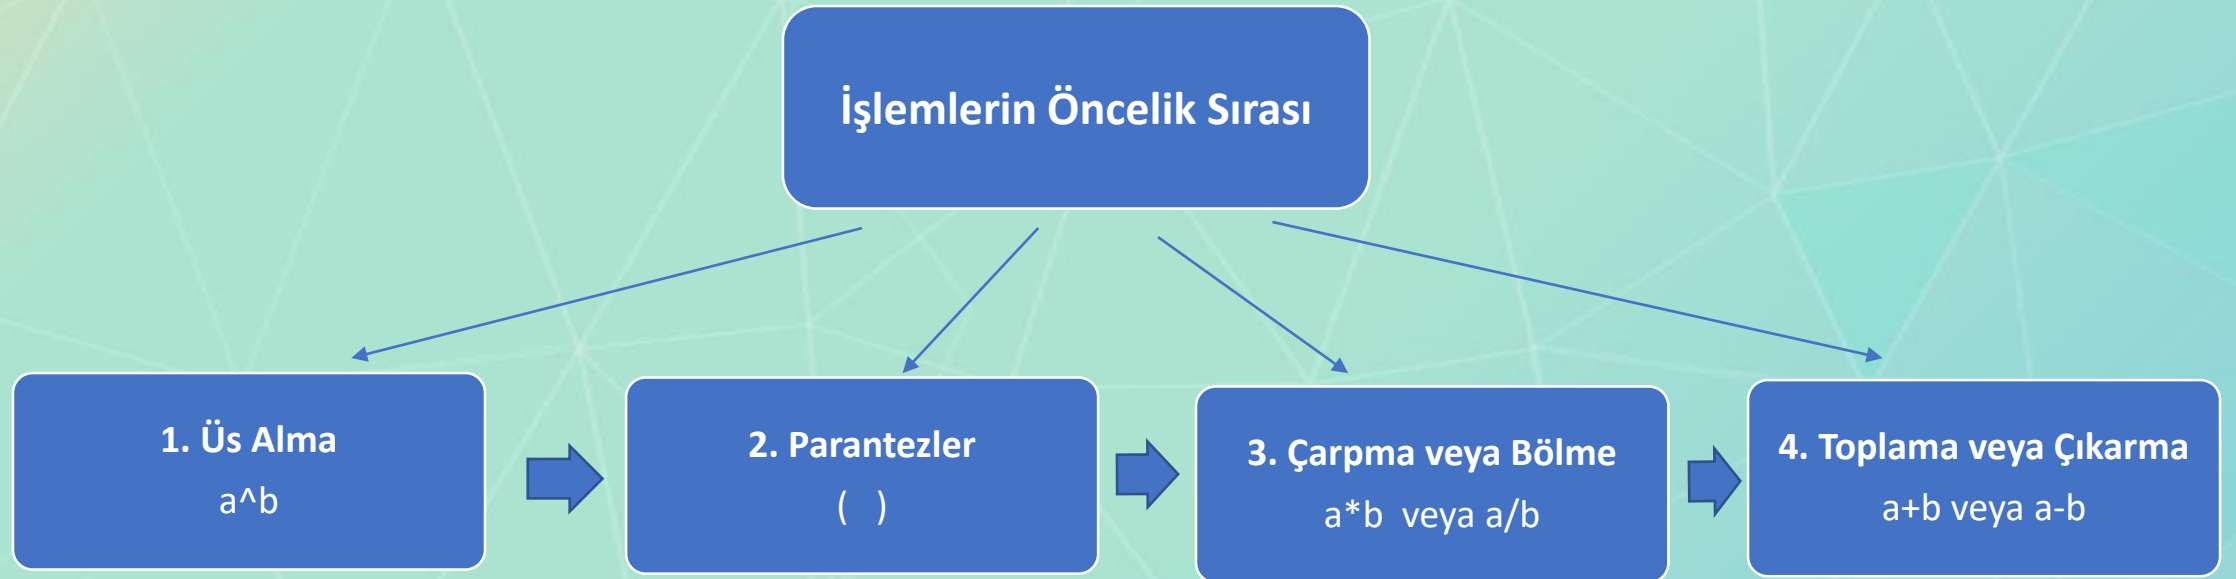 İşlemlerin Öncelik Sırası
1. Üs Alma
a^b
2. Parantezler
( )
3. Çarpma veya Bölme
a*b veya a/b
4. Toplama veya Çıkarma
a+b veya a-b